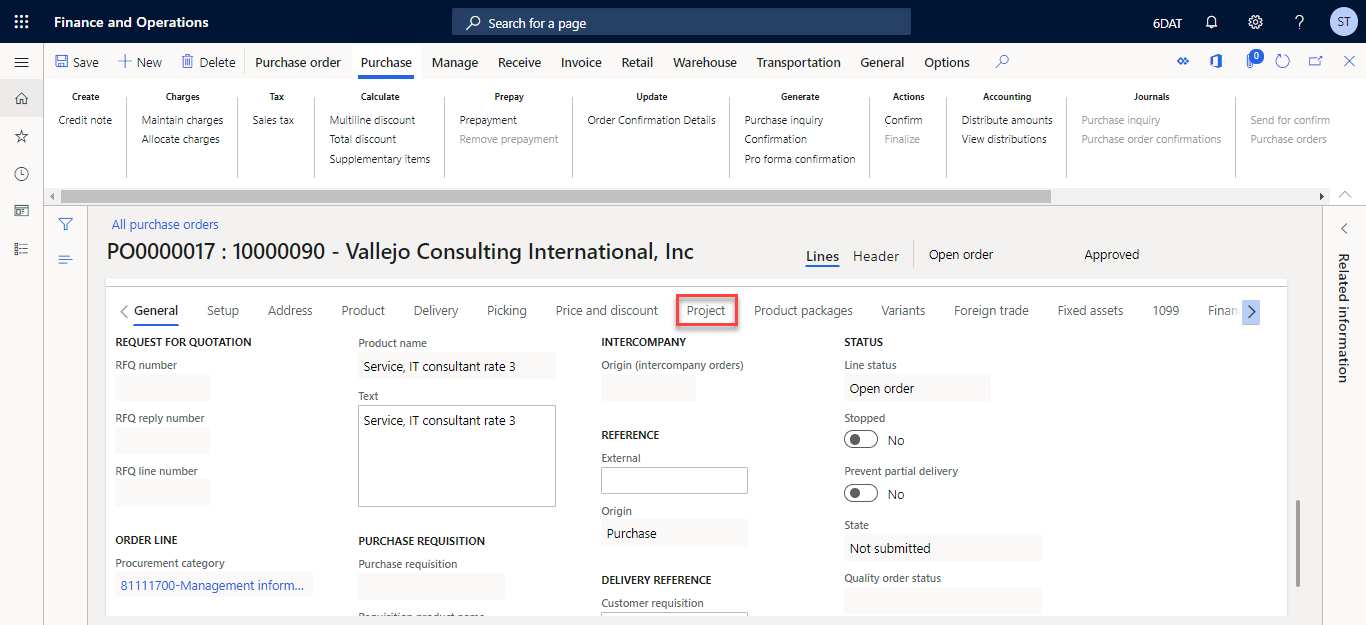 Finance and Operations
Search for a page
6DAT
?
ST
Save
New
Delete
Purchase order
Purchase
Manage
Receive
Invoice
Retail
Warehouse
Transportation
General
Options
0
Create
Credit note
Charges
Maintain charges
Allocate charges
Tax
Sales tax
Calculate
Multiline discount
Total discount
Supplementary items
Prepay
Prepayment
Remove prepayment
Update
Order Confirmation Details
Generate
Purchase inquiry
Confirmation
Pro forma confirmation
Actions
Confirm
Finalize
Accounting
Distribute amounts
View distributions
Journals
Purchase inquiry
Purchase order confirmations
Send for confirm
Purchase orders
All purchase orders
PO0000017 : 10000090 - Vallejo Consulting International, Inc
Lines
Header
Open order
Approved
Related information
General
Setup
Address
Product
Delivery
Picking
Price and discount
Project
Product packages
Variants
Foreign trade
Fixed assets
1099
Finan
REQUEST FOR QUOTATION
RFQ number
RFQ reply number
RFQ line number
ORDER LINE
Procurement category
81111700-Management inform...
Product name
Service, IT consultant rate 3
Text
Service, IT consultant rate 3
PURCHASE REQUISITION
Purchase requisition
Requisition product name
INTERCOMPANY
Origin (intercompany orders)
REFERENCE
External
Origin
Purchase
DELIVERY REFERENCE
Customer requisition
STATUS
Line status
Open order
Stopped
No
Prevent partial delivery
No
State
Not submitted
Quality order status